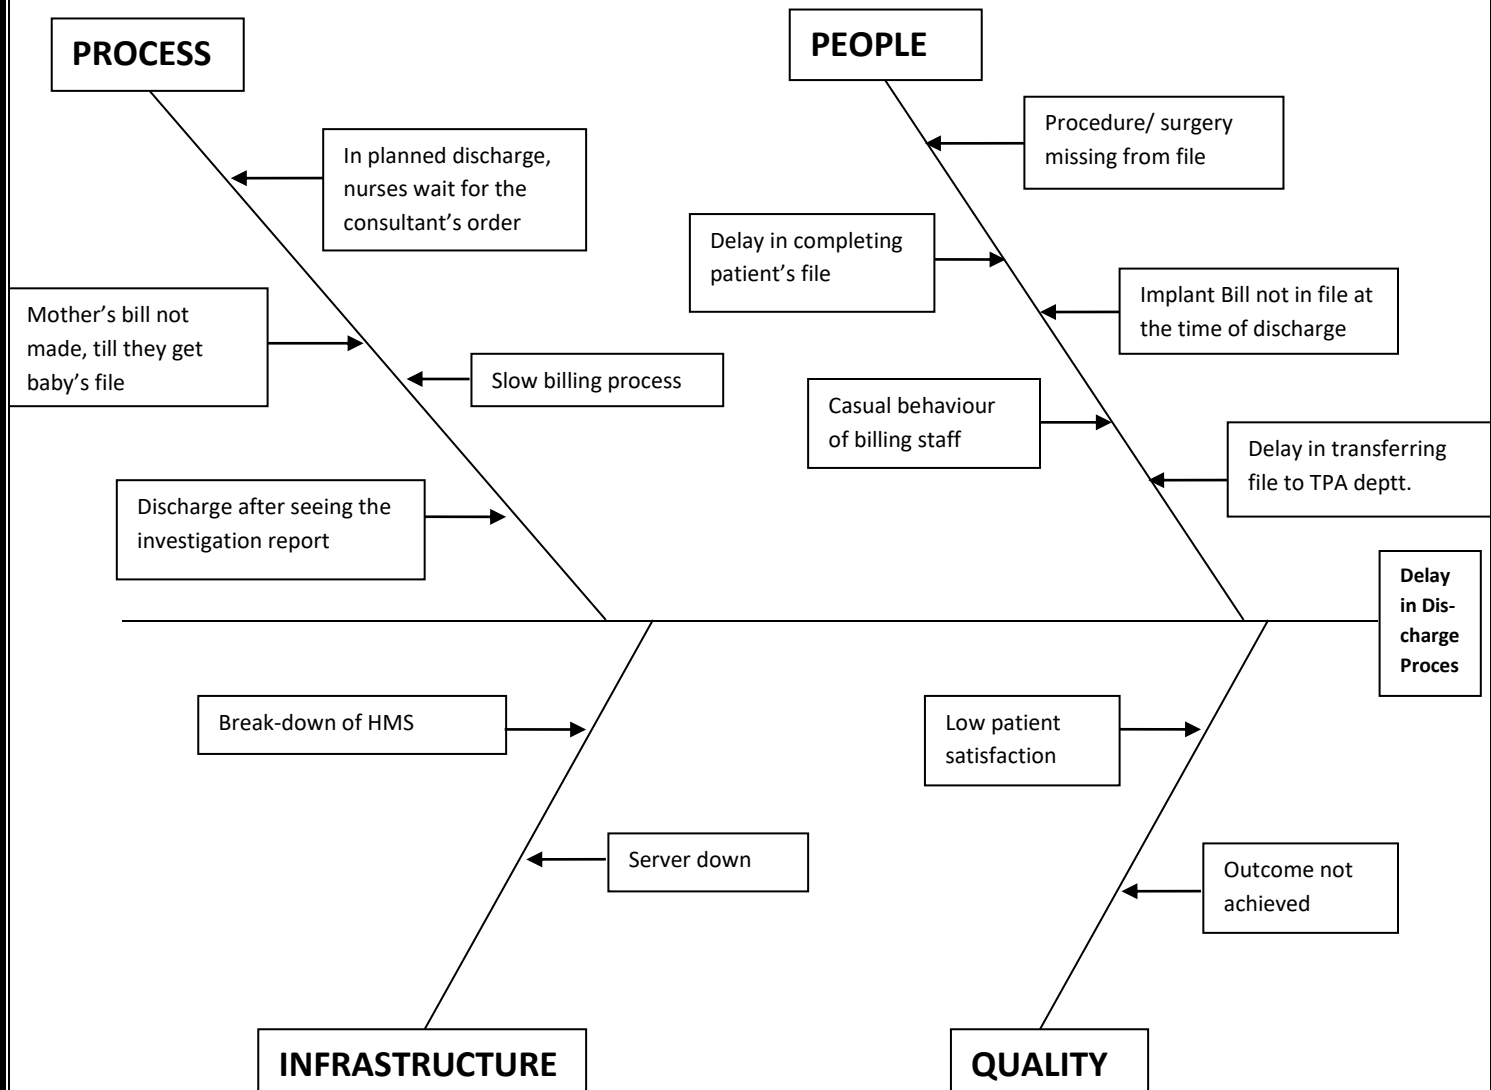 PROCESS
PEOPLE
In planned discharge,
nurses wait for the
consultant’s order
Procedure/ surgery
missing from file
Delay in completing
patient’s file
Mother’s bill not
made, till they get
baby’s file
Implant Bill not in file at
the time of discharge
Slow billing process
Casual behaviour
of billing staff
Delay in transferring
file to TPA deptt.
Discharge after seeing the
investigation report
Delay
in Dis-
charge
Proces
Break-down of HMS
Low patient
satisfaction
Server down
Outcome not
achieved
INFRASTRUCTURE
QUALITY